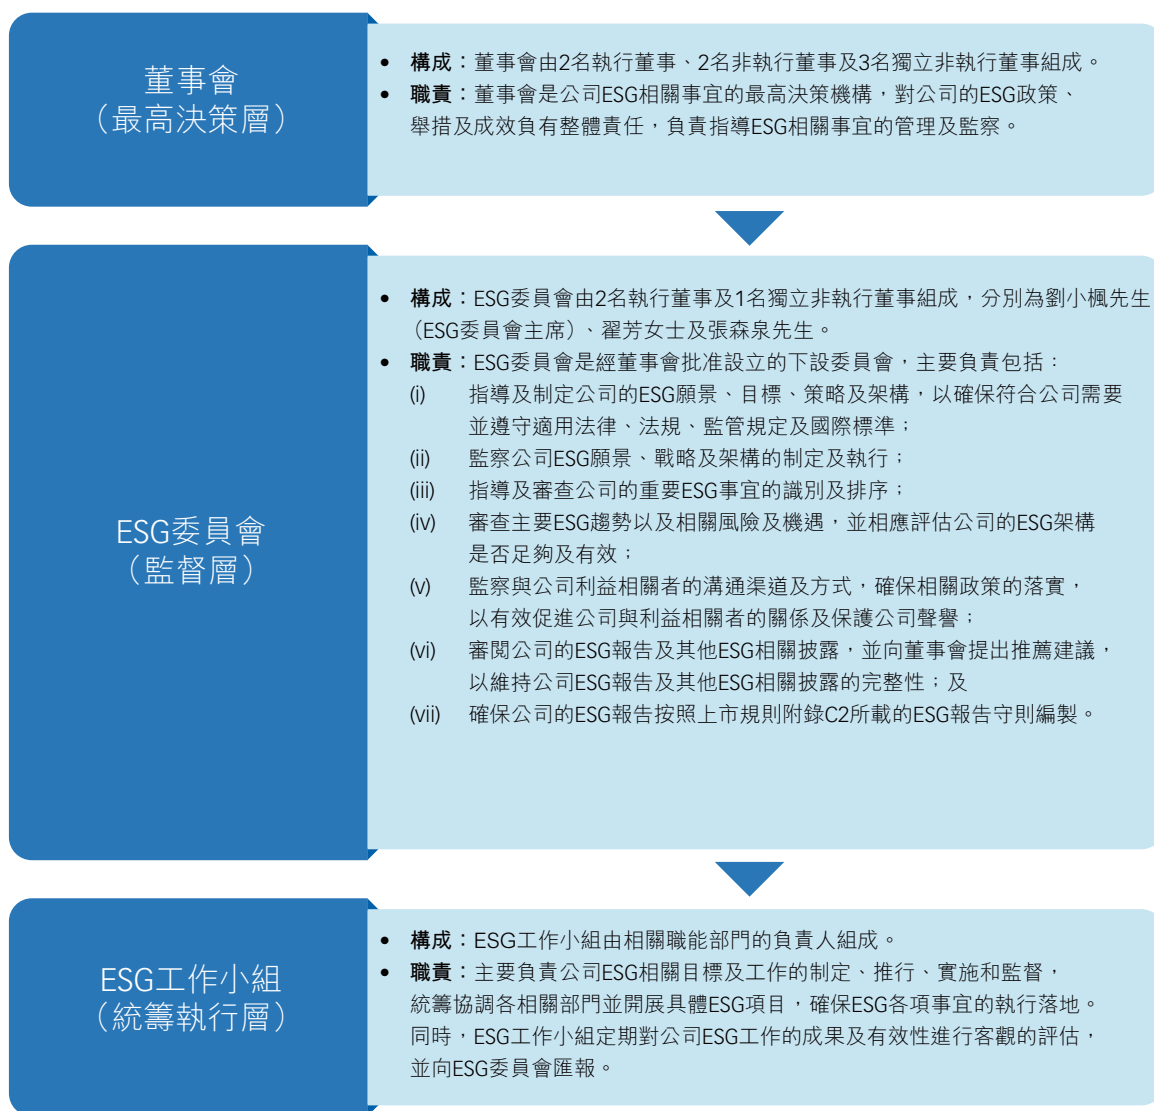 董事會
（最高決策層）
• 構成：董事會由2名執行董事、2名非執行董事及3名獨立非執行董事組成。
• 職責：董事會是公司ESG相關事宜的最高決策機構，對公司的ESG政策、
舉措及成效負有整體責任，負責指導ESG相關事宜的管理及監察。
ESG委員會
（監督層）
• 構成：ESG委員會由2名執行董事及1名獨立非執行董事組成，分別為劉小楓先生
（ESG委員會主席）、翟芳女士及張森泉先生。
• 職責：ESG委員會是經董事會批准設立的下設委員會，主要負責包括：
(i) 指導及制定公司的ESG願景、目標、策略及架構，以確保符合公司需要
並遵守適用法律、法規、監管規定及國際標準；
(ii) 監察公司ESG願景、戰略及架構的制定及執行；
(iii) 指導及審查公司的重要ESG事宜的識別及排序；
(iv) 審查主要ESG趨勢以及相關風險及機遇，並相應評估公司的ESG架構
是否足夠及有效；
(v) 監察與公司利益相關者的溝通渠道及方式，確保相關政策的落實，
以有效促進公司與利益相關者的關係及保護公司聲譽；
(vi) 審閱公司的ESG報告及其他ESG相關披露，並向董事會提出推薦建議，
以維持公司ESG報告及其他ESG相關披露的完整性；及
(vii) 確保公司的ESG報告按照上市規則附錄C2所載的ESG報告守則編製。
ESG工作小組
（統籌執行層）
• 構成：ESG工作小組由相關職能部門的負責人組成。
• 職責：主要負責公司ESG相關目標及工作的制定、推行、實施和監督，
統籌協調各相關部門並開展具體ESG項目，確保ESG各項事宜的執行落地。
同時，ESG工作小組定期對公司ESG工作的成果及有效性進行客觀的評估，
並向ESG委員會匯報。